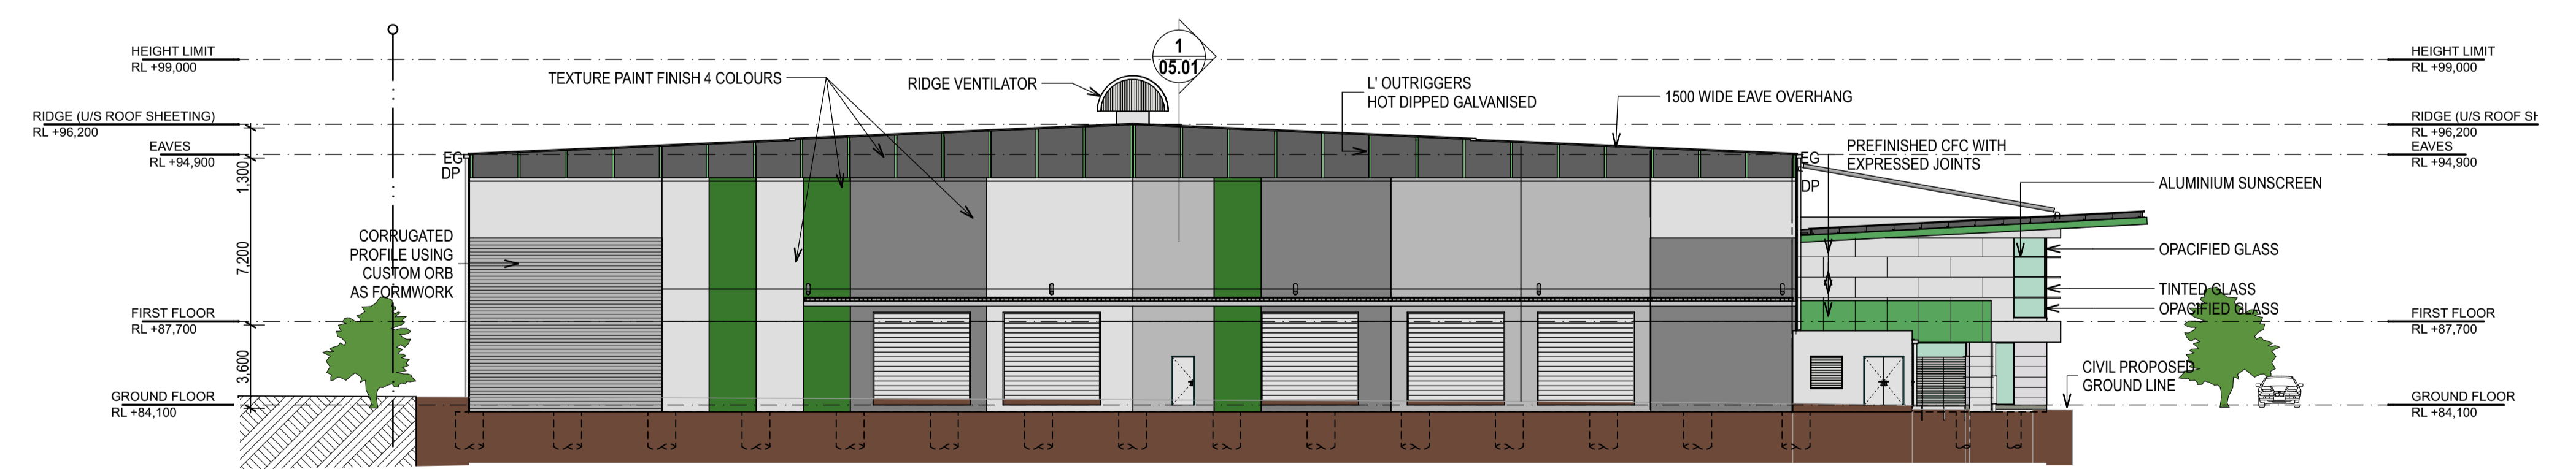 HEIGHT LIMIT
RL +99,000
RIDGE (U/S ROOF SHEETING)
RL +96,200
EAVES
RL +94,900
1,300
7,200
FIRST FLOOR
RL +87,700
3,600
GROUND FLOOR
RL +84,100
EG
DP
CORRUGATED
PROFILE USING
CUSTOM ORB
AS FORMWORK
TEXTURE PAINT FINISH 4 COLOURS
RIDGE VENTILATOR
1
05.01
L' OUTRIGGERS
HOT DIPPED GALVANISED
1500 WIDE EAVE OVERHANG
EG
DP
PREFINISHED CFC WITH
EXPRESSED JOINTS
ALUMINIUM SUNSCREEN
OPACIFIED GLASS
TINTED GLASS
OPACIFIED GLASS
CIVIL PROPOSED
GROUND LINE
HEIGHT LIMIT
RL +99,000
RIDGE (U/S ROOF SH
RL +96,200
EAVES
RL +94,900
FIRST FLOOR
RL +87,700
GROUND FLOOR
RL +84,100